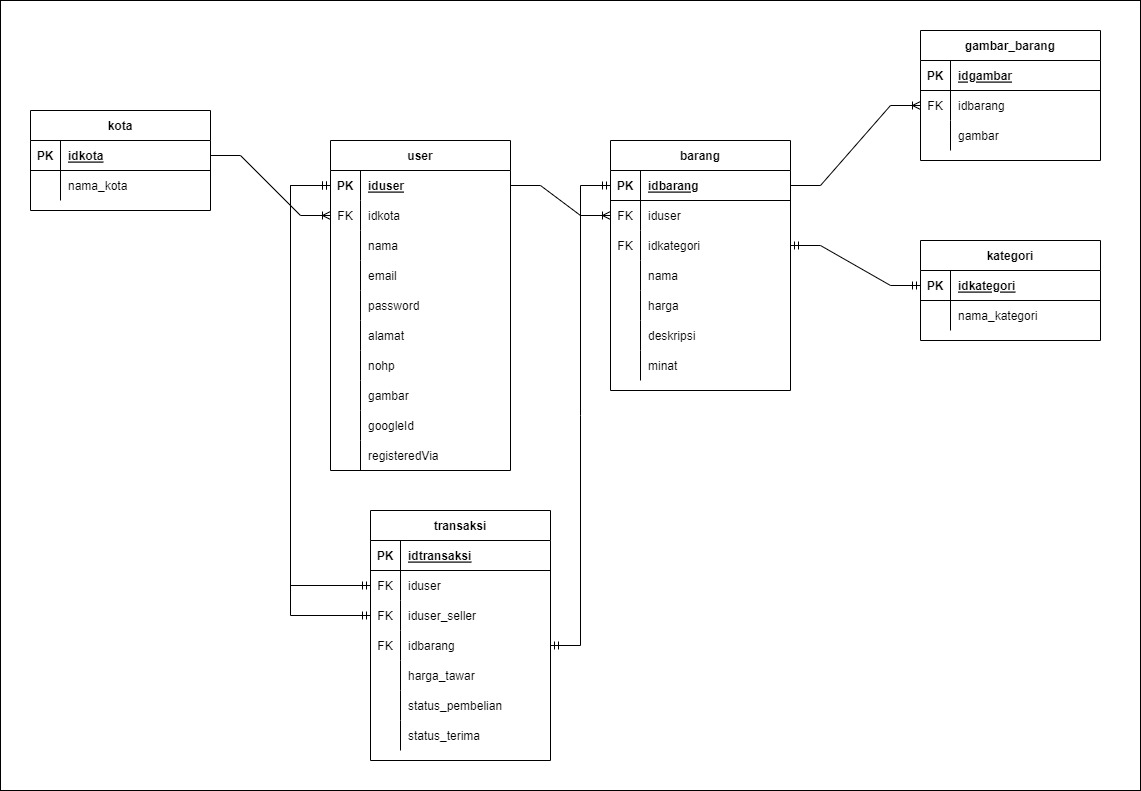 kota
PK idkota
nama_kota
user
PK iduser
FK idkota
nama
email
password
alamat
nohp
gambar
googleId
registeredVia
barang
PK idbarang
FK iduser
FK idkategori
nama
harga
deskripsi
minat
gambar_barang
PK idgambar
FK idbarang
gambar
kategori
PK idkategori
nama_kategori
transaksi
PK idtransaksi
FK iduser
FK iduser_seller
FK idbarang
harga_tawar
status_pembelian
status_terima